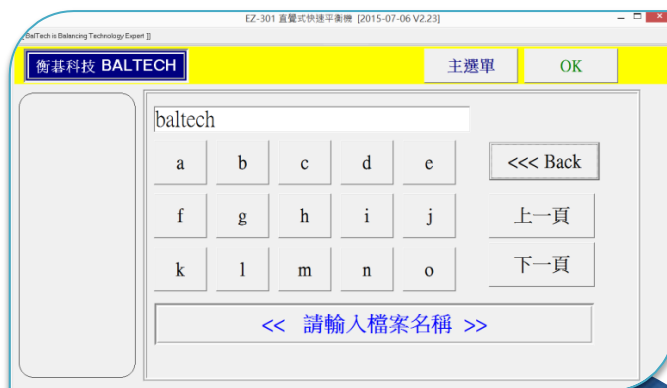 EZ-301 直覺式快速平衡機 [2015-07-06 V2.23]
BalTech is Balancing Technology Expert ]]
衡碁科技 BALTECH 主選單 OK
baltech
a b c d e <<< Back
f g h i j 上一頁
k l m n o 下一頁
<< 請輸入檔案名稱 >>